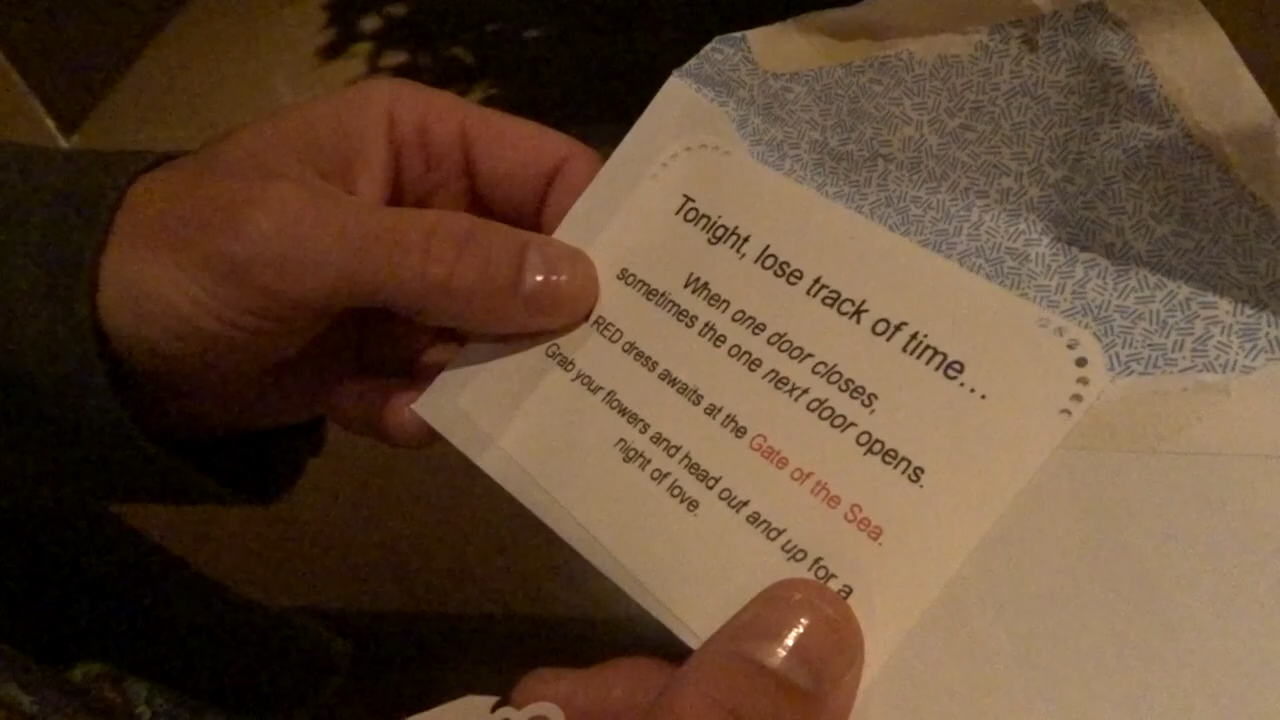 Tonight, lose track of time...
When one door closes,
sometimes the one next door opens.
RED dress awaits at the Gate of the Sea.
Grab your flowers and head out and up for a
night of love.